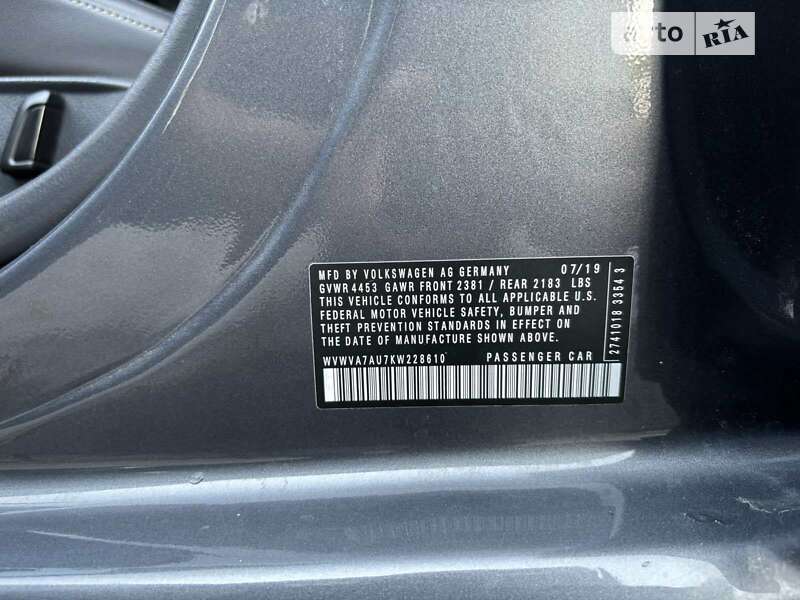 auto RIA
MFD BY VOLKSWAGEN AG GERMANY 07/19
GVWR 4453 GAWR FRONT 2381 / REAR 2183 LBS
THIS VEHICLE CONFORMS TO ALL APPLICABLE U.S.
FEDERAL MOTOR VEHICLE SAFETY, BUMPER AND
THEFT PREVENTION STANDARDS IN EFFECT ON
THE DATE OF MANUFACTURE SHOWN ABOVE.
WVWVA7AU7KW228610 PASSENGER CAR
2741018 3354 3